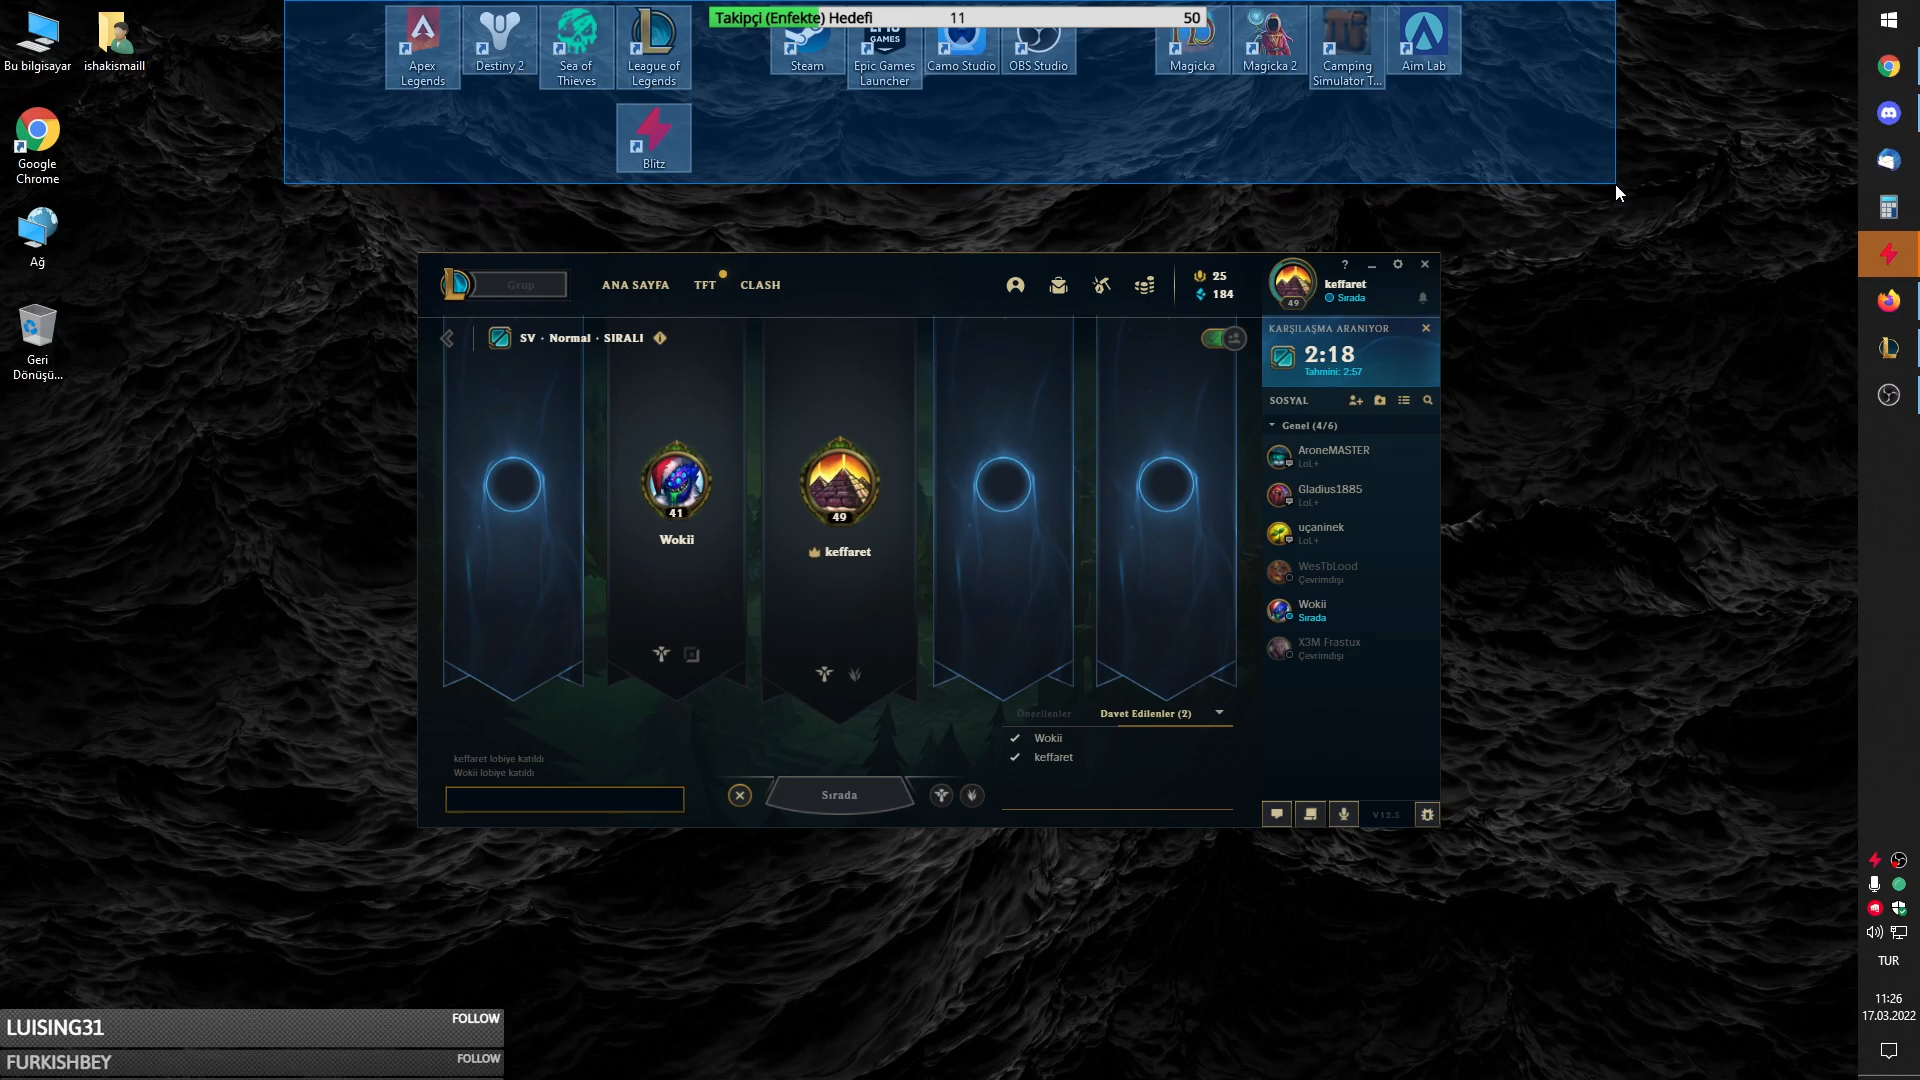 Takipçi (Enfekte) Hedefi 11 50
Bu bilgisayar
ishakismaill
Apex Legends
Destiny 2
Sea of Thieves
League of Legends
Steam
Epic Games Launcher
Camo Studio
OBS Studio
Magicka
Magicka 2
Camping Simulator T...
Aim Lab
Blitz
Google Chrome
Ağ
Geri Dönüşü...
Grup
ANA SAYFA
TFT
CLASH
25
184
49
keffaret
Sırada
SV · Normal · SIRALI
KARŞILAŞMA ARANIYOR
2:18
Tahmini: 2:57
SOSYAL
Genel (4/6)
AroneMASTER
LoL+
Gladius1885
LoL+
uçaninek
LoL+
WesTbLood
Çevrimdışı
Wokii
Sırada
X3M Frastux
Çevrimdışı
41
Wokii
49
keffaret
Önerilenler
Davet Edilenler (2)
Wokii
keffaret
keffaret lobiye katıldı
Wokii lobiye katıldı
Sırada
V12.5
TUR
11:26
17.03.2022
LUISING31 FOLLOW
FURKISHBEY FOLLOW